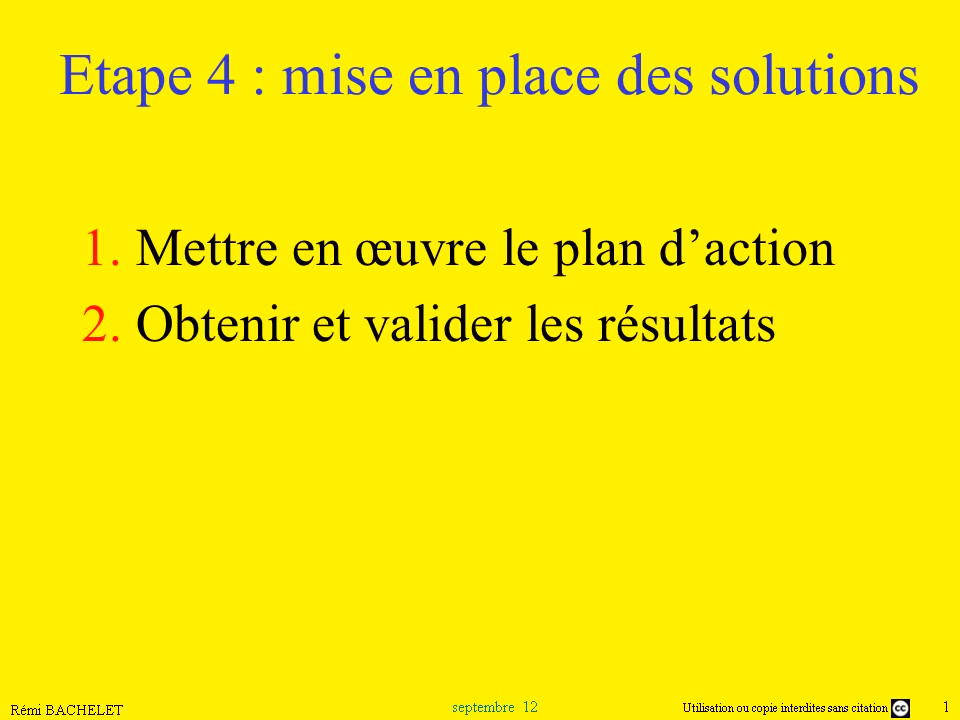 Etape 4 : mise en place des solutions
1. Mettre en œuvre le plan d’action
2. Obtenir et valider les résultats
Rémi BACHELET septembre 12 Utilisation ou copie interdites sans citation cc 1